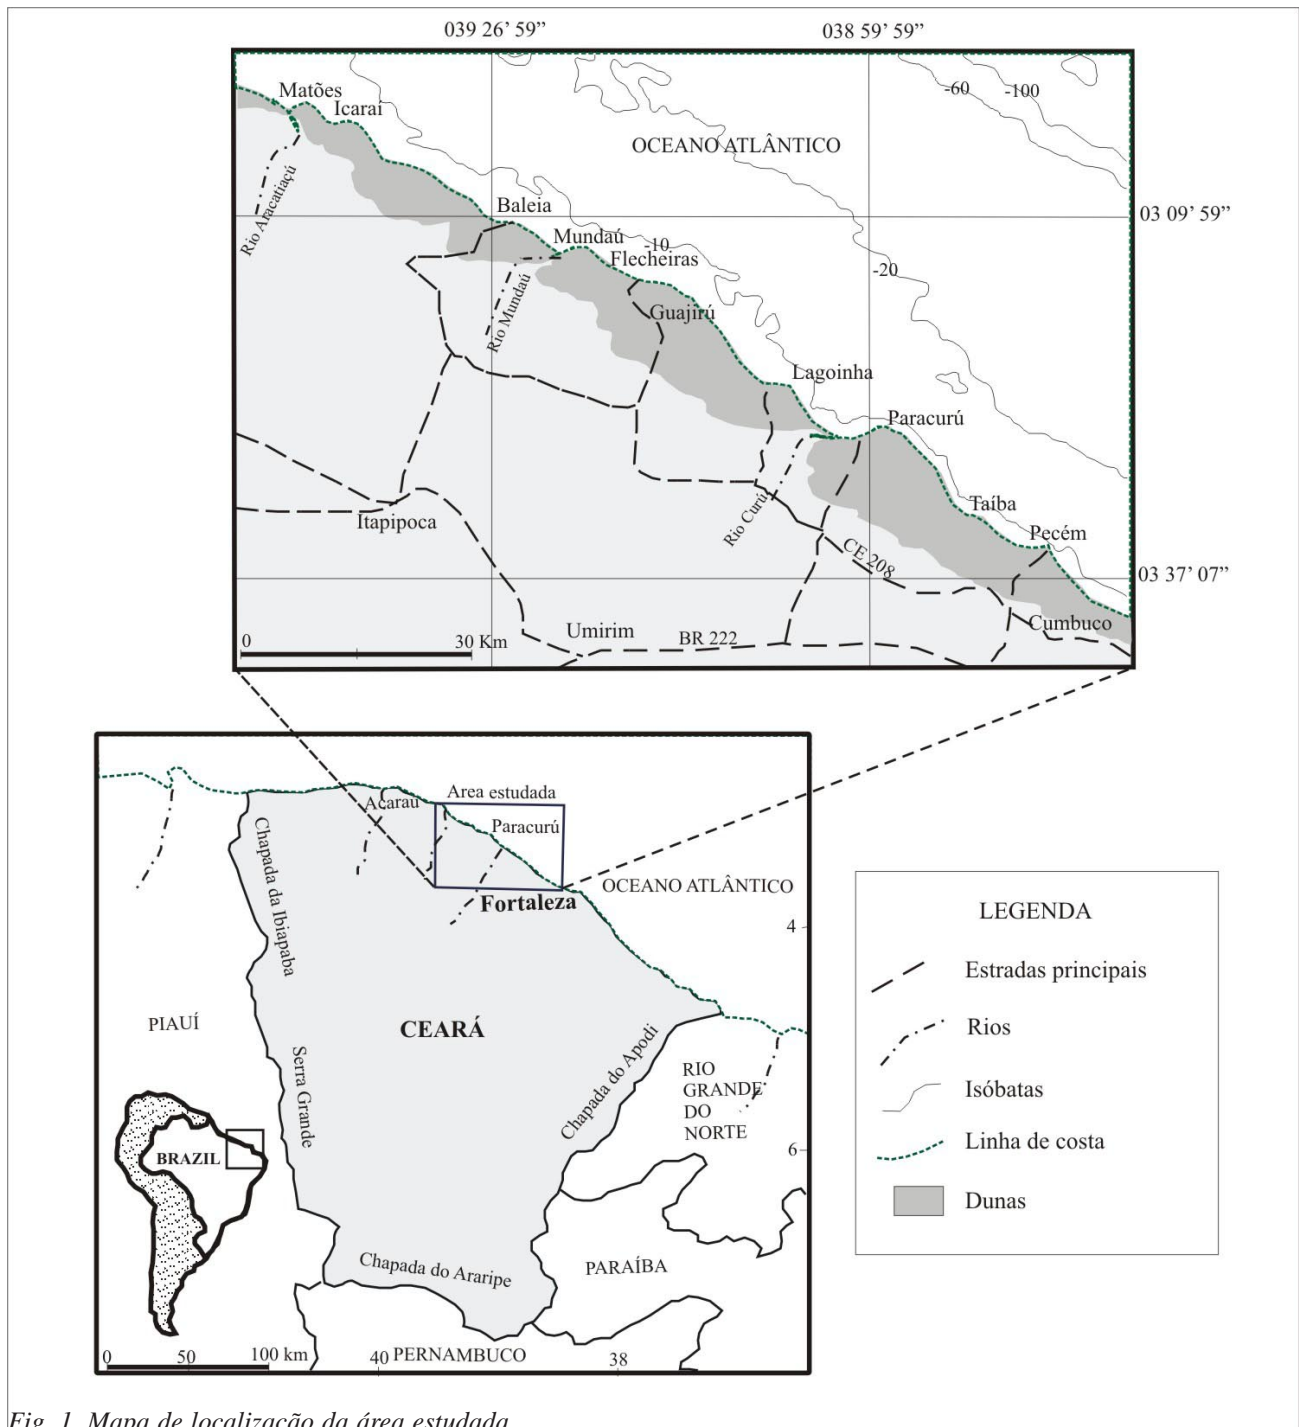 039 26’ 59”
038 59’ 59”
Matões
Icaraí
-60
-100
OCEANO ATLÂNTICO
Rio Aracatiaçú
Baleia
03 09’ 59”
Mundaú
-10
Flecheiras
-20
Rio Mundaú
Guajirú
Lagoinha
Paracurú
Itapipoca
Rio Curú
Taíba
Pecém
CE 208
03 37’ 07”
Cumbuco
Umirim
BR 222
0
30 Km
Acaraú
Area estudada
Paracurú
Chapada da Ibiapaba
OCEANO ATLÂNTICO
Fortaleza
4
LEGENDA
Estradas principais
Rios
Isóbatas
Linha de costa
Dunas
PIAUÍ
CEARÁ
Serra Grande
Chapada do Apodi
RIO
GRANDE
DO
NORTE
BRAZIL
6
Chapada do Araripe
PARAÍBA
0
50
100 km
40
PERNAMBUCO
38
Fig. 1. Mapa de localização da área estudada